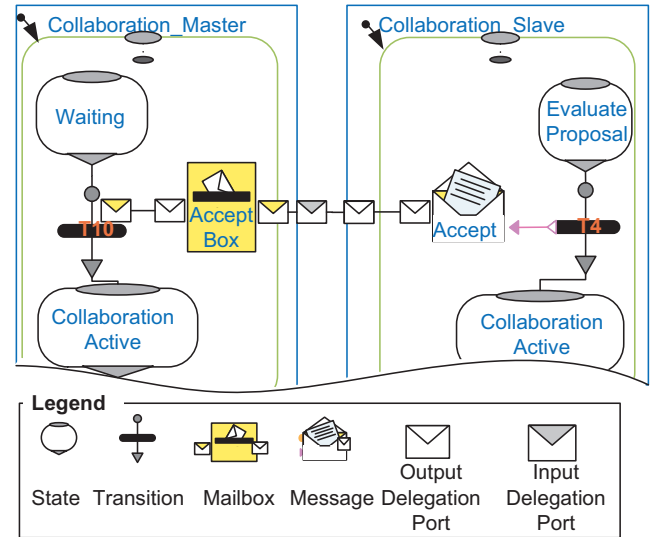 Collaboration_Master
Collaboration_Slave
Waiting
Evaluate
Proposal
Accept
Box
Accept
T10
T4
Collaboration
Active
Collaboration
Active
Legend
State
Transition
Mailbox
Message
Output
Delegation
Port
Input
Delegation
Port